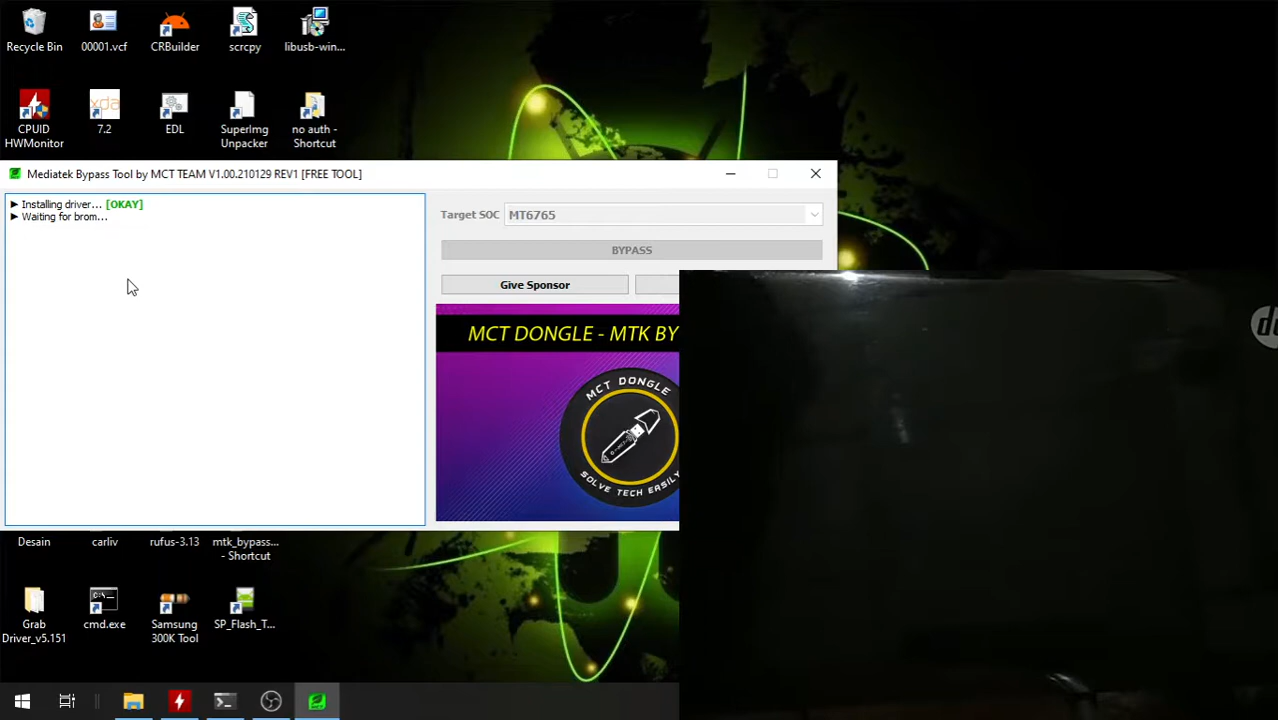 Recycle Bin
00001.vcf
CRBuilder
scrcpy
libusb-win...
CPUID
HWMonitor
xda
7.2
EDL
SuperImg
Unpacker
no auth -
Shortcut
Mediatek Bypass Tool by MCT TEAM V1.00.210129 REV1 [FREE TOOL]
Installing driver... [OKAY]
Waiting for brom...
Target SOC
MT6765
BYPASS
Give Sponsor
MCT DONGLE - MTK BY
MCT DONGLE
SOLVE TECH EASILY
Desain
carliv
rufus-3.13
mtk_bypass...
- Shortcut
Grab
Driver_v5.151
cmd.exe
Samsung
300K Tool
SP_Flash_T...